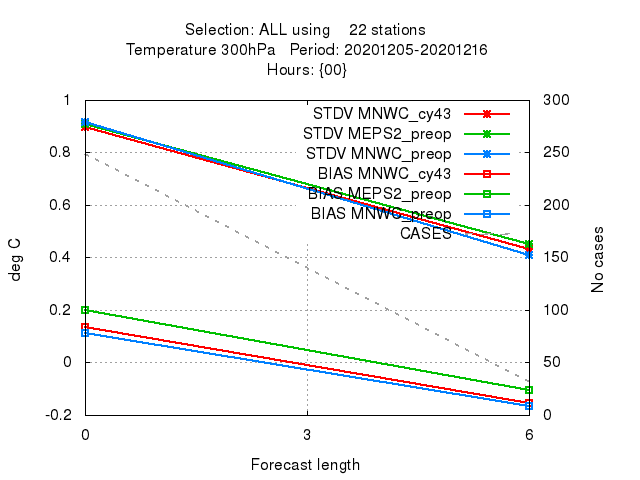 Selection: ALL using    22 stations
Temperature 300hPa   Period: 20201205-20201216
Hours: {00}
STDV MNWC_cy43
STDV MEPS2_preop
STDV MNWC_preop
BIAS MNWC_cy43
BIAS MEPS2_preop
BIAS MNWC_preop
CASES
1
0.8
0.6
0.4
0.2
0
-0.2
deg C
300
250
200
150
100
50
0
No cases
0
3
6
Forecast length